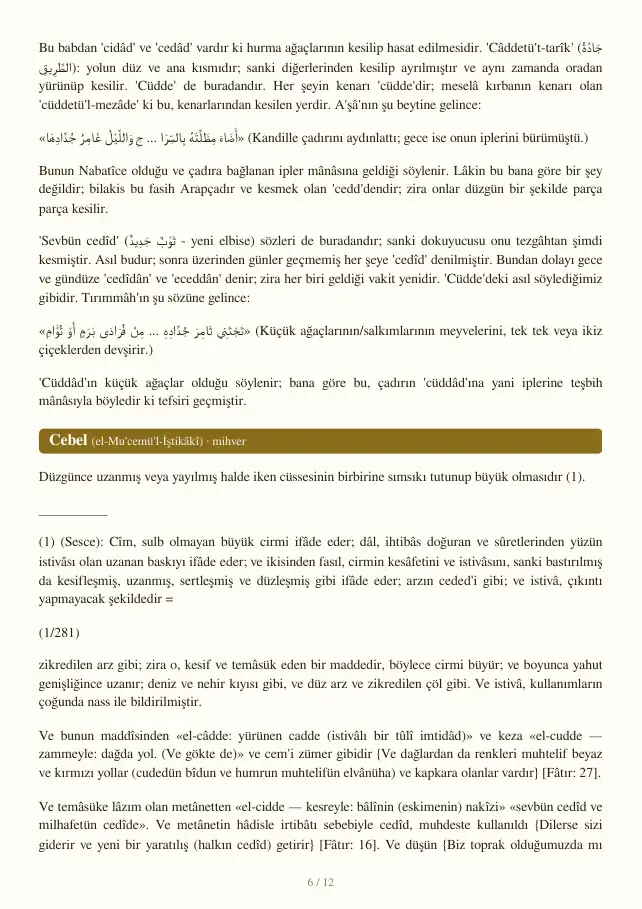 Bu babdan 'cidâd' ve 'cedâd' vardır ki hurma ağaçlarının kesilip hasat edilmesidir. 'Câddetü't-tarîk' (جَادَّةُ
الطَّرِيقِ): yolun düz ve ana kısmıdır; sanki diğerlerinden kesilip ayrılmıştır ve aynı zamanda oradan
yürünüp kesilir. 'Cüdde' de buradandır. Her şeyin kenarı 'cüdde'dir; meselâ kırbanın kenarı olan
'cüddetü'l-mezâde' ki bu, kenarlarından kesilen yerdir. A'şâ'nın şu beytine gelince:
«أَضَاءَ مِظَلَّتَهُ بِالسِّرَا ... ج وَاللَّيْلُ غَامِرُ جُدَّادِهَا» (Kandille çadırını aydınlattı; gece ise onun iplerini bürümüştü.)
Bunun Nabatîce olduğu ve çadıra bağlanan ipler mânâsına geldiği söylenir. Lâkin bu bana göre bir şey
değildir; bilakis bu fasih Arapçadır ve kesmek olan 'cedd'dendir; zira onlar düzgün bir şekilde parça
parça kesilir.
'Sevbün cedîd' (ثَوْبٌ جَدِيدٌ - yeni elbise) sözleri de buradandır; sanki dokuyucusu onu tezgâhtan şimdi
kesmiştir. Asıl budur; sonra üzerinden günler geçmemiş her şeye 'cedîd' denilmiştir. Bundan dolayı gece
ve gündüze 'cedîdân' ve 'eceddân' denir; zira her biri geldiği vakit yenidir. 'Cüdde'deki asıl söylediğimiz
gibidir. Tırımmâh'ın şu sözüne gelince:
«تَجْتَنِي ثَامِرَ جُدَّادِهِ ... مِنْ فُرَادَى بَرَمٍ أَوْ تُؤَامِ» (Küçük ağaçlarının/salkımlarının meyvelerini, tek tek veya ikiz
çiçeklerden devşirir.)
'Cüddâd'ın küçük ağaçlar olduğu söylenir; bana göre bu, çadırın 'cüddâd'ına yani iplerine teşbih
mânâsıyla böyledir ki tefsiri geçmiştir.
Cebel (el-Mu'cemü'l-İştikâkî) · mihver
Düzgünce uzanmış veya yayılmış halde iken cüssesinin birbirine sımsıkı tutunup büyük olmasıdır (1).
(1) (Sesce): Cîm, sulb olmayan büyük cirmi ifâde eder; dâl, ihtibâs doğuran ve sûretlerinden yüzün
istivâsı olan uzanan baskıyı ifâde eder; ve ikisinden fasıl, cirmin kesâfetini ve istivâsını, sanki bastırılmış
da kesifleşmiş, uzanmış, sertleşmiş ve düzleşmiş gibi ifâde eder; arzın ceded'i gibi; ve istivâ, çıkıntı
yapmayacak şekildedir =
(1/281)
zikredilen arz gibi; zira o, kesif ve temâsük eden bir maddedir, böylece cirmi büyür; ve boyunca yahut
genişliğince uzanır; deniz ve nehir kıyısı gibi, ve düz arz ve zikredilen çöl gibi. Ve istivâ, kullanımların
çoğunda nass ile bildirilmiştir.
Ve bunun maddîsinden «el-câdde: yürünen cadde (istivâlı bir tûlî imtidâd)» ve keza «el-cudde —
zammeyle: dağda yol. (Ve gökte de)» ve cem'i zümer gibidir {Ve dağlardan da renkleri muhtelif beyaz
ve kırmızı yollar (cudedün bîdun ve humrun muhtelifün elvânüha) ve kapkara olanlar vardır} [Fâtır: 27].
Ve temâsüke lâzım olan metânetten «el-cidde — kesreyle: bâlînin (eskimenin) nakîzi» «sevbün cedîd ve
milhafetün cedîde». Ve metânetin hâdisle irtibâtı sebebiyle cedîd, muhdeste kullanıldı {Dilerse sizi
giderir ve yeni bir yaratılış (halkın cedîd) getirir} [Fâtır: 16]. Ve düşün {Biz toprak olduğumuzda mı
6 / 12